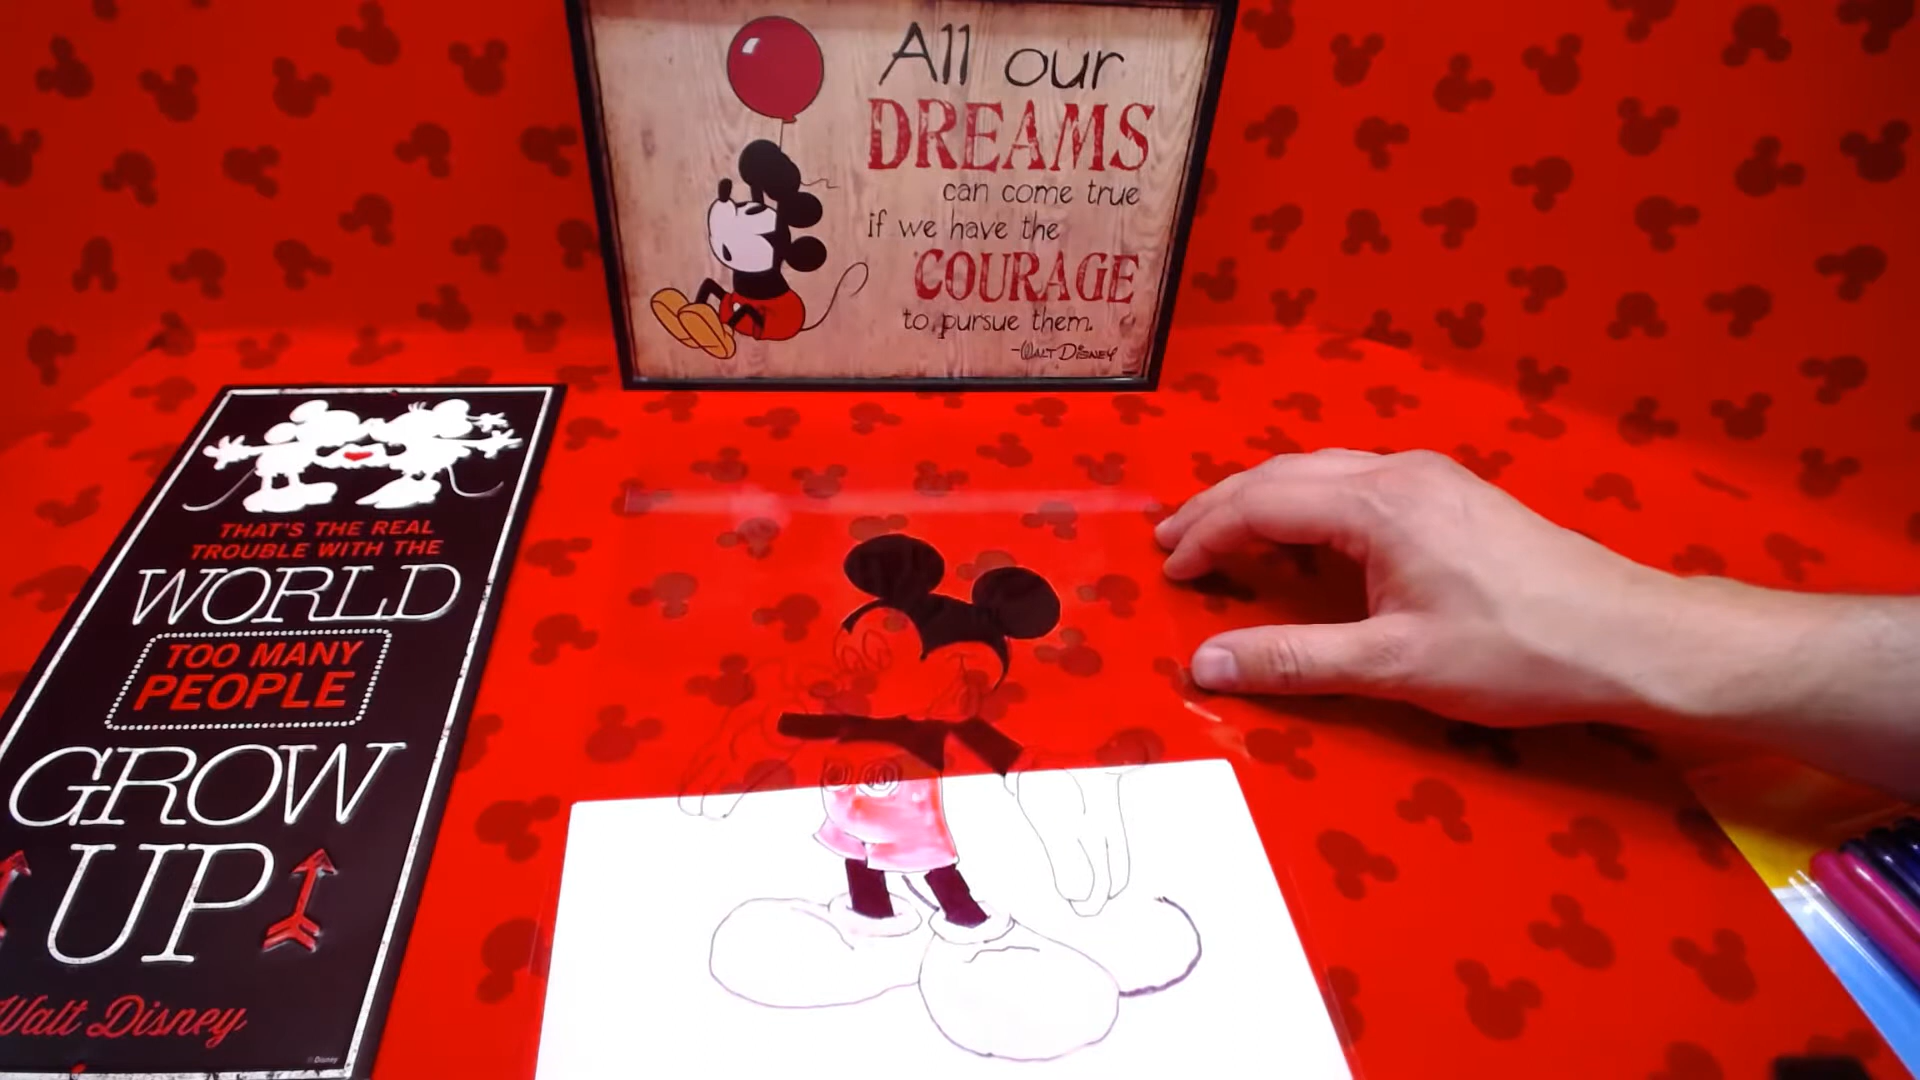 All our
DREAMS
can come true
if we have the
COURAGE
to pursue them.
-WALT DISNEY
THAT'S THE REAL
TROUBLE WITH THE
WORLD
TOO MANY
PEOPLE
GROW
UP
Walt Disney
© Disney